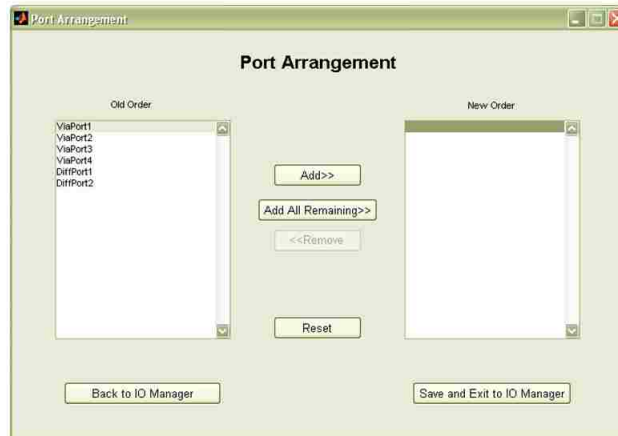 Port Arrangement
Port Arrangement
Old Order
New Order
ViaPort1
ViaPort2
ViaPort3
ViaPort4
DiffPort1
DiffPort2
Add>>
Add All Remaining>>
<<Remove
Reset
Back to IO Manager
Save and Exit to IO Manager